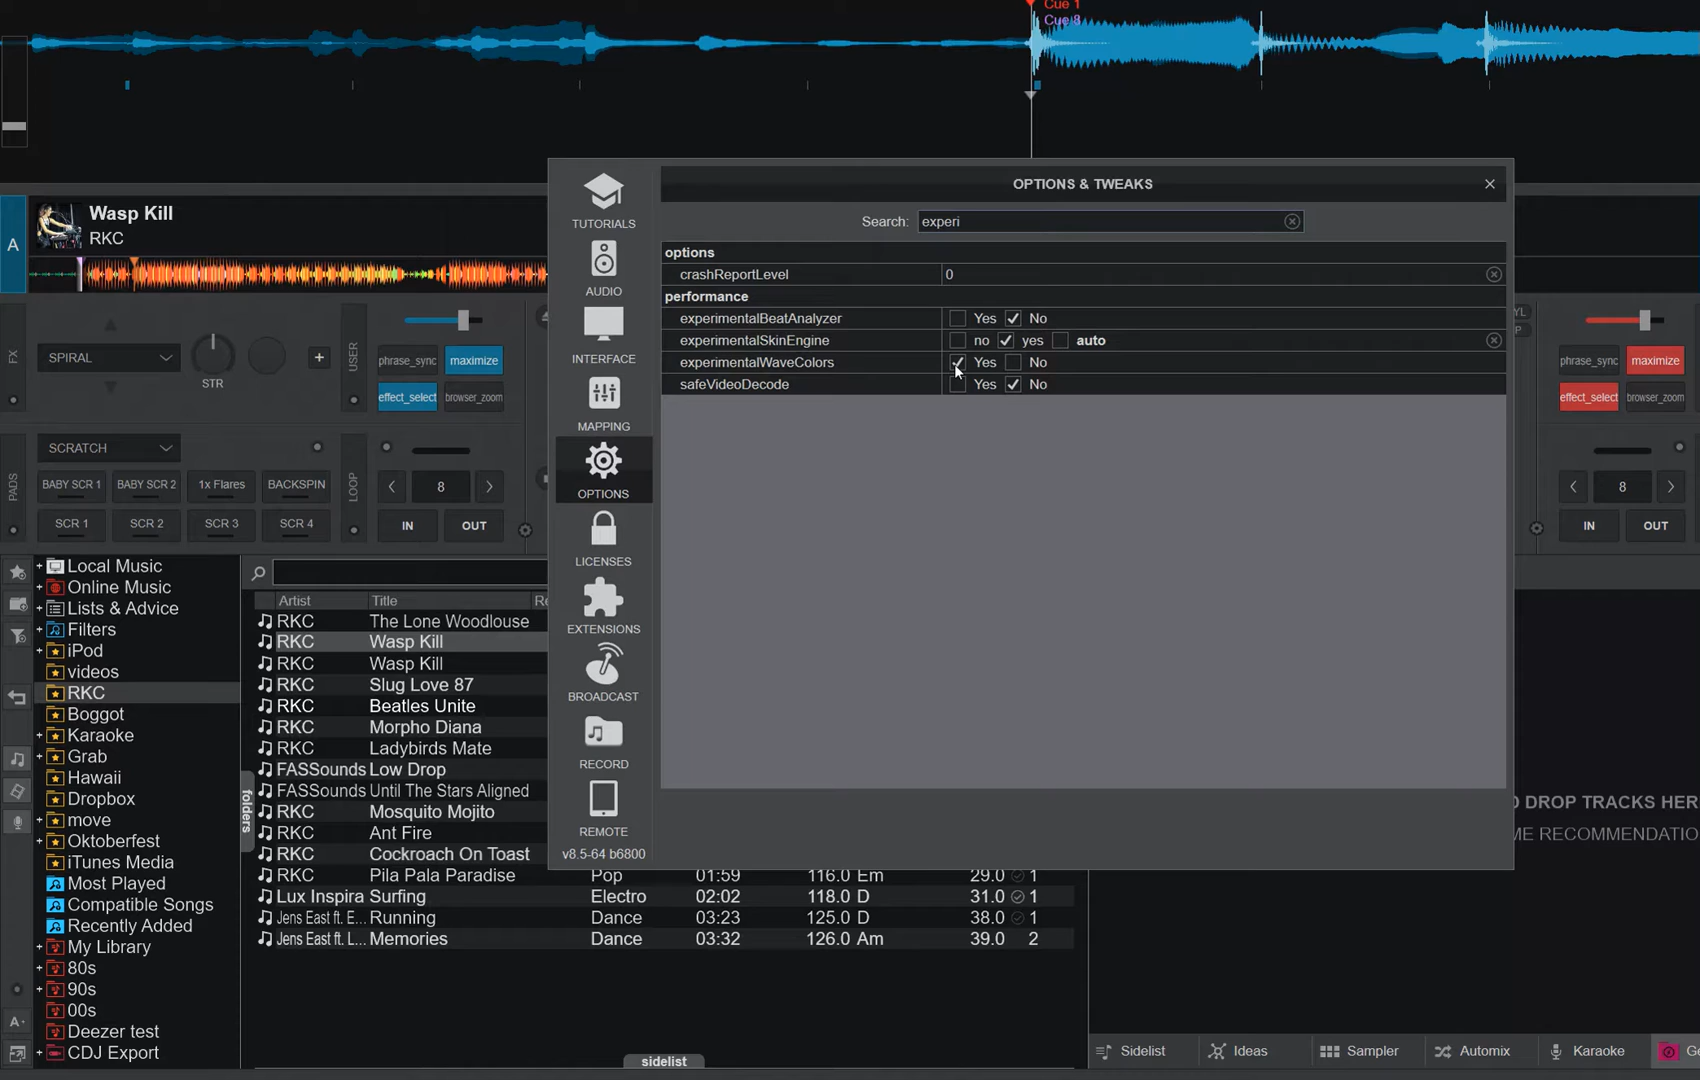 Cue 1
Cue 8
OPTIONS & TWEAKS
Search: experi
options
crashReportLevel 0
performance
experimentalBeatAnalyzer Yes No
experimentalSkinEngine no yes auto
experimentalWaveColors Yes No
safeVideoDecode Yes No
TUTORIALS
AUDIO
INTERFACE
MAPPING
OPTIONS
LICENSES
EXTENSIONS
BROADCAST
RECORD
REMOTE
v8.5-64 b6800
A
Wasp Kill
RKC
FX
SPIRAL
STR
+
USER
phrase_sync maximize
effect_select browser_zoom
PADS
SCRATCH
BABY SCR 1 BABY SCR 2 1x Flares BACKSPIN
SCR 1 SCR 2 SCR 3 SCR 4
LOOP
8
IN OUT
phrase_sync maximize
effect_select browser_zoom
8
IN OUT
Local Music
Online Music
Lists & Advice
Filters
iPod
videos
RKC
Boggot
Karaoke
Grab
Hawaii
Dropbox
move
Oktoberfest
iTunes Media
Most Played
Compatible Songs
Recently Added
My Library
80s
90s
00s
Deezer test
CDJ Export
folders
Artist Title Re
RKC The Lone Woodlouse
RKC Wasp Kill
RKC Wasp Kill
RKC Slug Love 87
RKC Beatles Unite
RKC Morpho Diana
RKC Ladybirds Mate
FASSounds Low Drop
FASSounds Until The Stars Aligned
RKC Mosquito Mojito
RKC Ant Fire
RKC Cockroach On Toast
RKC Pila Pala Paradise Pop 01:59 116.0 Em 29.0 1
Lux Inspira Surfing Electro 02:02 118.0 D 31.0 1
Jens East ft. E... Running Dance 03:23 125.0 D 38.0 1
Jens East ft. L... Memories Dance 03:32 126.0 Am 39.0 2
sidelist
DROP TRACKS HER
ME RECOMMENDATIO
Sidelist Ideas Sampler Automix Karaoke Ge
A+